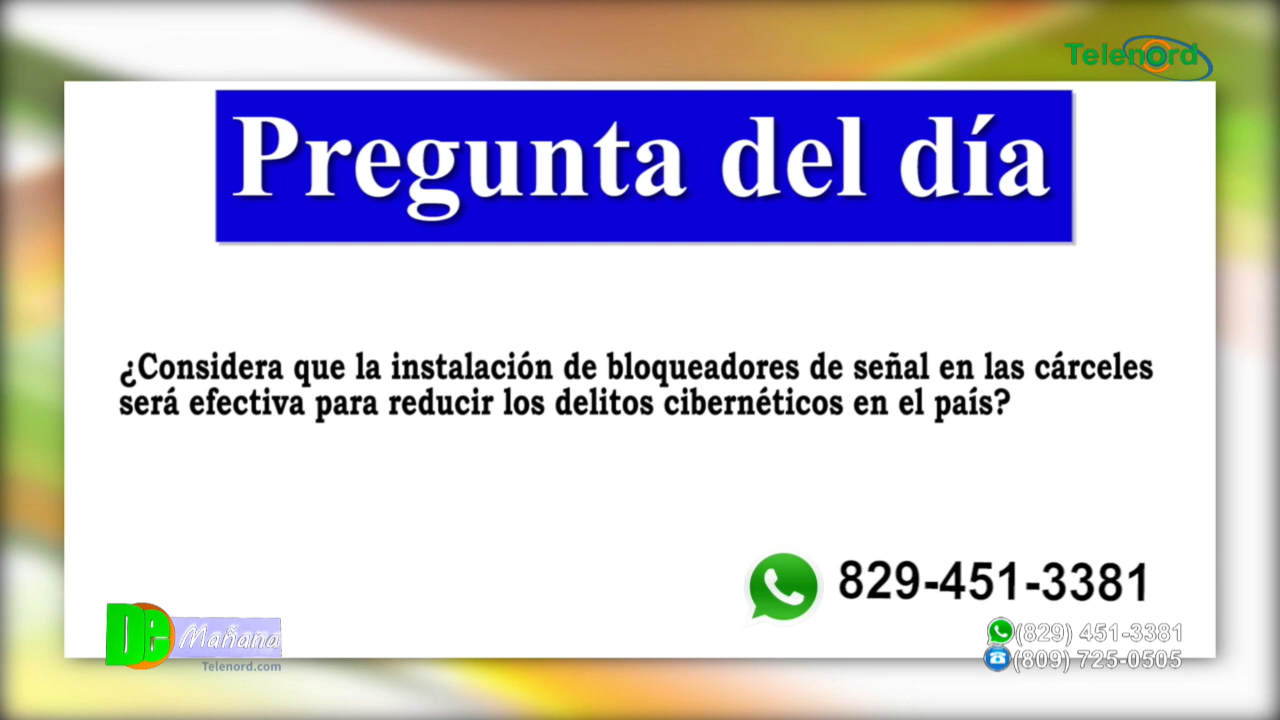 Telenord
Pregunta del día
¿Considera que la instalación de bloqueadores de señal en las cárceles
será efectiva para reducir los delitos cibernéticos en el país?
829-451-3381
De Mañana
Telenord.com
(829) 451-3381
(809) 725-0505